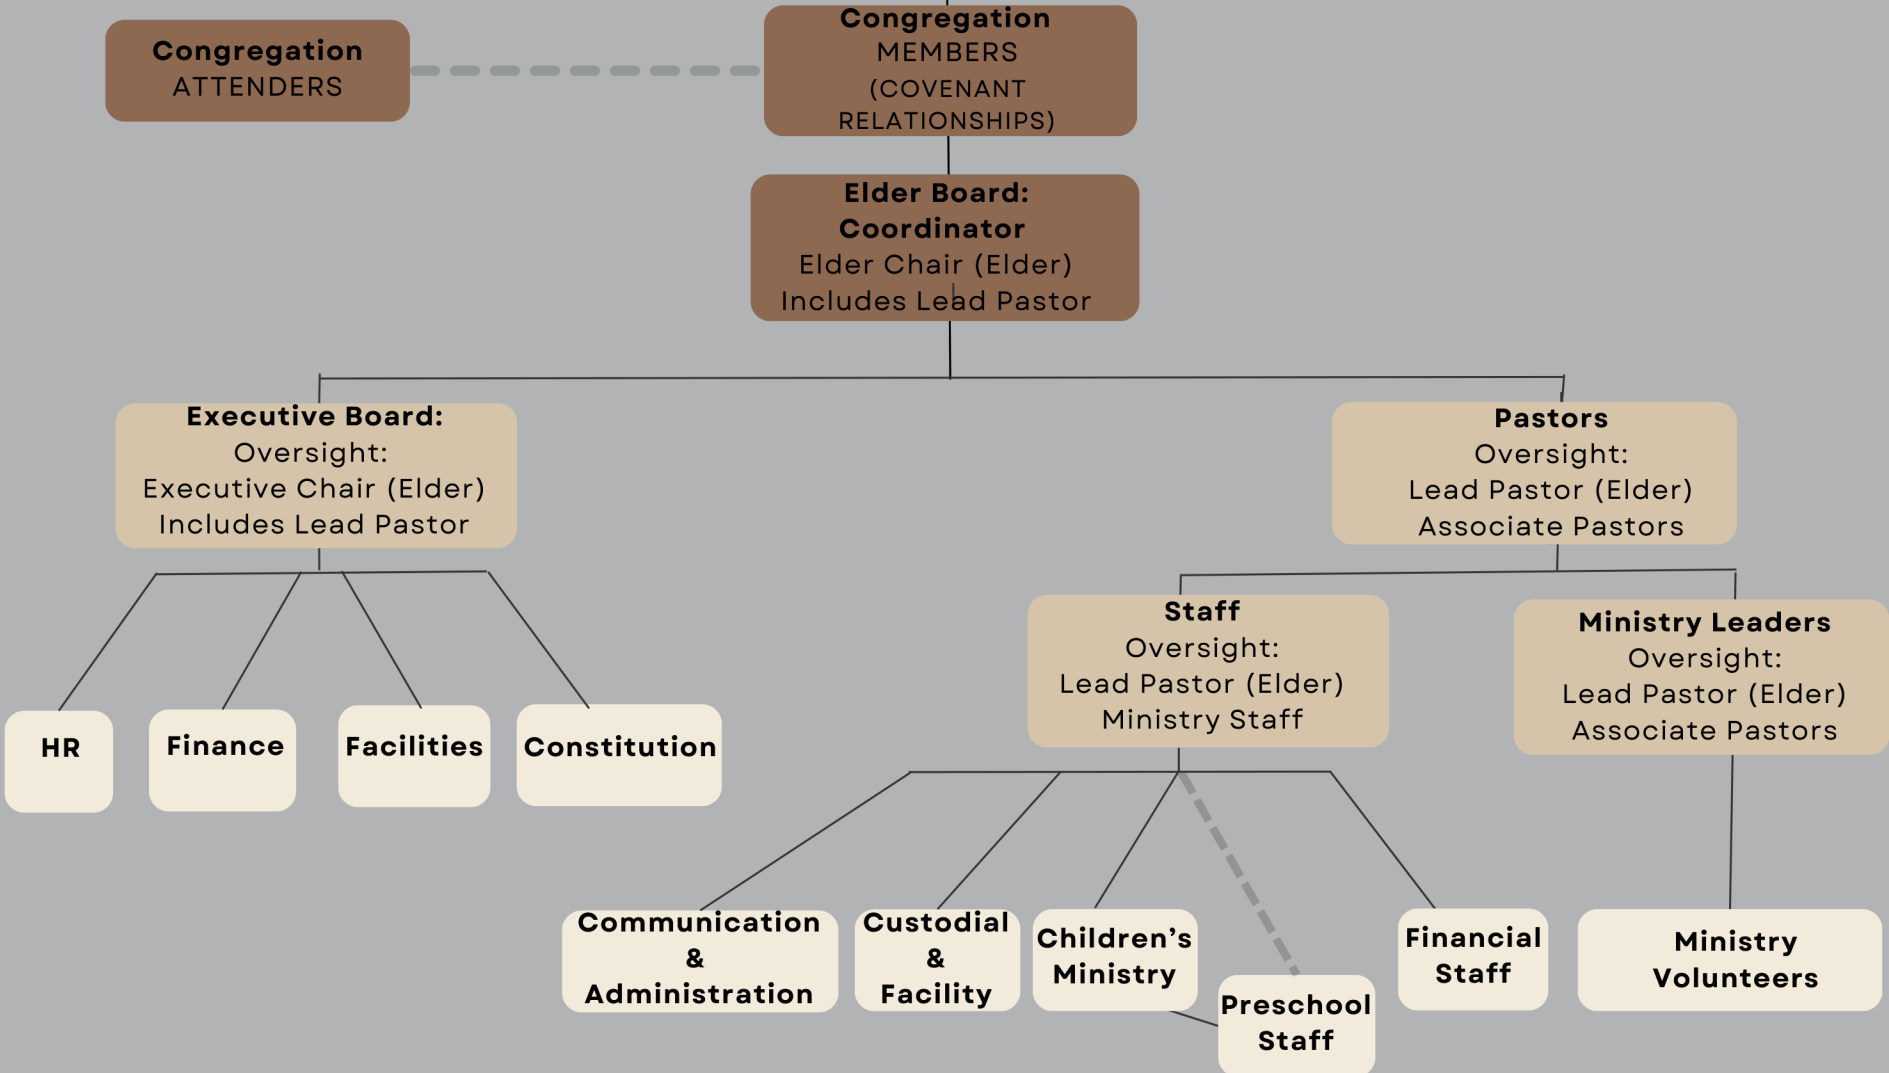 Congregation
ATTENDERS
Congregation
MEMBERS
(COVENANT
RELATIONSHIPS)
Elder Board:
Coordinator
Elder Chair (Elder)
Includes Lead Pastor
Executive Board:
Oversight:
Executive Chair (Elder)
Includes Lead Pastor
Pastors
Oversight:
Lead Pastor (Elder)
Associate Pastors
Staff
Oversight:
Lead Pastor (Elder)
Ministry Staff
Ministry Leaders
Oversight:
Lead Pastor (Elder)
Associate Pastors
HR
Finance
Facilities
Constitution
Communication
&
Administration
Custodial
&
Facility
Children’s
Ministry
Preschool
Staff
Financial
Staff
Ministry
Volunteers